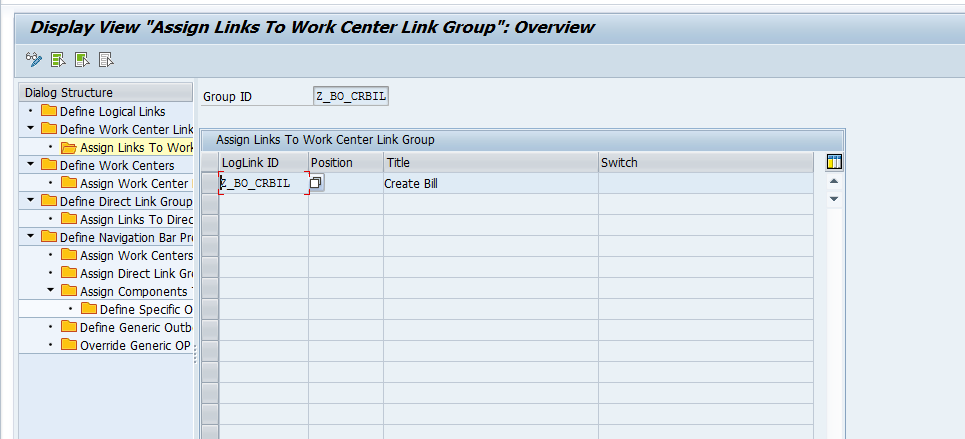 Display View "Assign Links To Work Center Link Group": Overview
Dialog Structure
Define Logical Links
Define Work Center Link
Assign Links To Work
Define Work Centers
Assign Work Center
Define Direct Link Group
Assign Links To Direc
Define Navigation Bar Pr
Assign Work Centers
Assign Direct Link Gr
Assign Components T
Define Specific O
Define Generic Outb
Override Generic OP
Group ID Z_BO_CRBIL
Assign Links To Work Center Link Group
LogLink ID Position Title Switch
Z_BO_CRBIL Create Bill